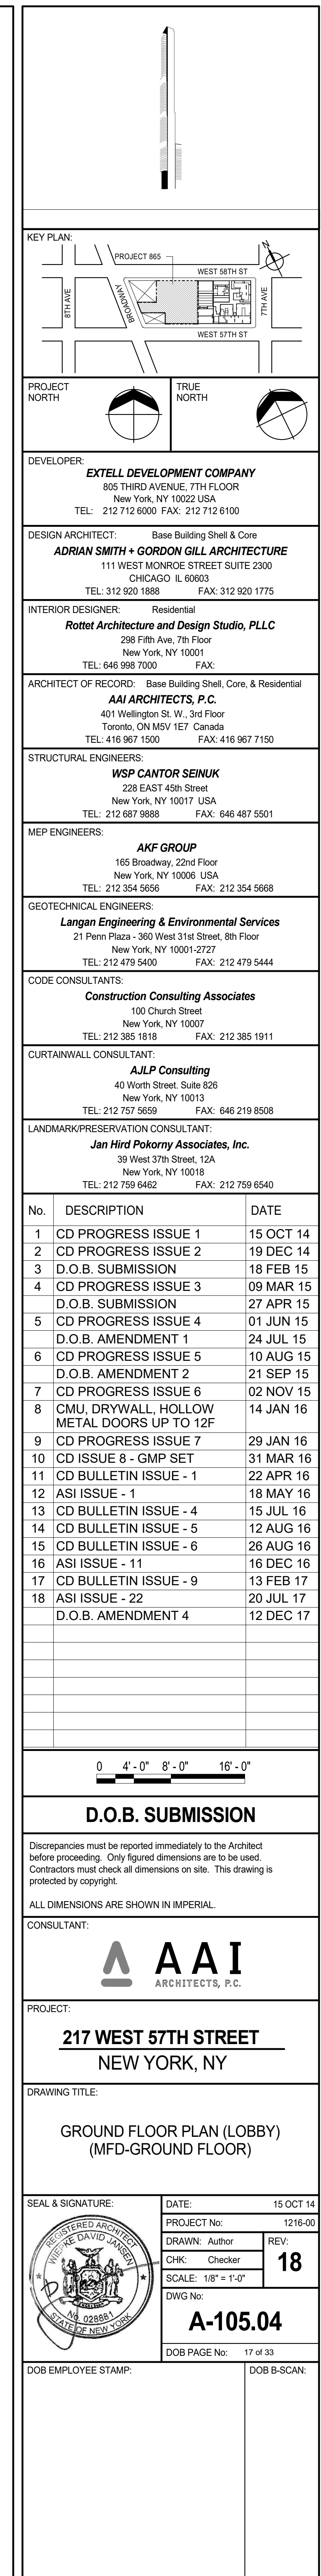 KEY PLAN:
PROJECT 865
WEST 58TH ST
N
8TH AVE
BROADWAY
7TH AVE
WEST 57TH ST
PROJECT NORTH
TRUE NORTH
DEVELOPER:
EXTELL DEVELOPMENT COMPANY
805 THIRD AVENUE, 7TH FLOOR
New York, NY 10022 USA
TEL: 212 712 6000 FAX: 212 712 6100
DESIGN ARCHITECT: Base Building Shell & Core
ADRIAN SMITH + GORDON GILL ARCHITECTURE
111 WEST MONROE STREET SUITE 2300
CHICAGO IL 60603
TEL: 312 920 1888 FAX: 312 920 1775
INTERIOR DESIGNER: Residential
Rottet Architecture and Design Studio, PLLC
298 Fifth Ave, 7th Floor
New York, NY 10001
TEL: 646 998 7000 FAX:
ARCHITECT OF RECORD: Base Building Shell, Core, & Residential
AAI ARCHITECTS, P.C.
401 Wellington St. W., 3rd Floor
Toronto, ON M5V 1E7 Canada
TEL: 416 967 1500 FAX: 416 967 7150
STRUCTURAL ENGINEERS:
WSP CANTOR SEINUK
228 EAST 45th Street
New York, NY 10017 USA
TEL: 212 687 9888 FAX: 646 487 5501
MEP ENGINEERS:
AKF GROUP
165 Broadway, 22nd Floor
New York, NY 10006 USA
TEL: 212 354 5656 FAX: 212 354 5668
GEOTECHNICAL ENGINEERS:
Langan Engineering & Environmental Services
21 Penn Plaza - 360 West 31st Street, 8th Floor
New York, NY 10001-2727
TEL: 212 479 5400 FAX: 212 479 5444
CODE CONSULTANTS:
Construction Consulting Associates
100 Church Street
New York, NY 10007
TEL: 212 385 1818 FAX: 212 385 1911
CURTAINWALL CONSULTANT:
AJLP Consulting
40 Worth Street. Suite 826
New York, NY 10013
TEL: 212 757 5659 FAX: 646 219 8508
LANDMARK/PRESERVATION CONSULTANT:
Jan Hird Pokorny Associates, Inc.
39 West 37th Street, 12A
New York, NY 10018
TEL: 212 759 6462 FAX: 212 759 6540
No. DESCRIPTION DATE
1 CD PROGRESS ISSUE 1 15 OCT 14
2 CD PROGRESS ISSUE 2 19 DEC 14
3 D.O.B. SUBMISSION 18 FEB 15
4 CD PROGRESS ISSUE 3 09 MAR 15
D.O.B. SUBMISSION 27 APR 15
5 CD PROGRESS ISSUE 4 01 JUN 15
D.O.B. AMENDMENT 1 24 JUL 15
6 CD PROGRESS ISSUE 5 10 AUG 15
D.O.B. AMENDMENT 2 21 SEP 15
7 CD PROGRESS ISSUE 6 02 NOV 15
8 CMU, DRYWALL, HOLLOW 14 JAN 16
METAL DOORS UP TO 12F
9 CD PROGRESS ISSUE 7 29 JAN 16
10 CD ISSUE 8 - GMP SET 31 MAR 16
11 CD BULLETIN ISSUE - 1 22 APR 16
12 ASI ISSUE - 1 18 MAY 16
13 CD BULLETIN ISSUE - 4 15 JUL 16
14 CD BULLETIN ISSUE - 5 12 AUG 16
15 CD BULLETIN ISSUE - 6 26 AUG 16
16 ASI ISSUE - 11 16 DEC 16
17 CD BULLETIN ISSUE - 9 13 FEB 17
18 ASI ISSUE - 22 20 JUL 17
D.O.B. AMENDMENT 4 12 DEC 17
0 4' - 0" 8' - 0" 16' - 0"
D.O.B. SUBMISSION
Discrepancies must be reported immediately to the Architect
before proceeding. Only figured dimensions are to be used.
Contractors must check all dimensions on site. This drawing is
protected by copyright.
ALL DIMENSIONS ARE SHOWN IN IMPERIAL.
CONSULTANT:
AAI
ARCHITECTS, P.C.
PROJECT:
217 WEST 57TH STREET
NEW YORK, NY
DRAWING TITLE:
GROUND FLOOR PLAN (LOBBY)
(MFD-GROUND FLOOR)
SEAL & SIGNATURE:
REGISTERED ARCHITECT
WIEPKE DAVID JANSEN
No. 028881
STATE OF NEW YORK
DATE: 15 OCT 14
PROJECT No: 1216-00
DRAWN: Author
REV:
CHK: Checker
18
SCALE: 1/8" = 1'-0"
DWG No:
A-105.04
DOB PAGE No: 17 of 33
DOB EMPLOYEE STAMP:
DOB B-SCAN: